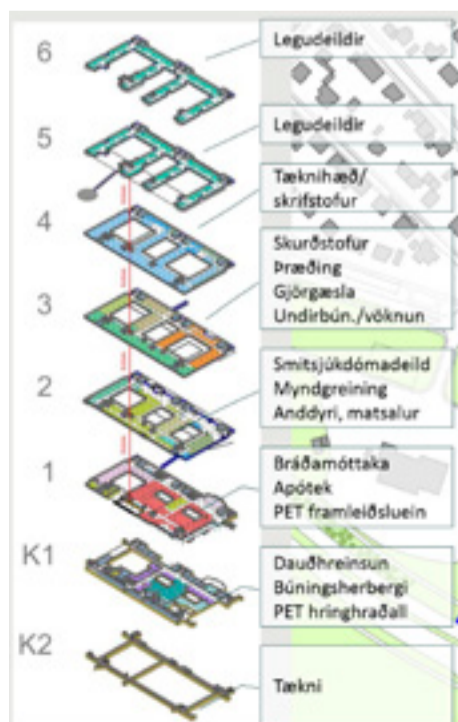 6
Legudeildir
5
Legudeildir
4
Tæknihæð/
skrifstofur
3
Skurðstofur
Þræðing
Gjörgæsla
Undirbún./vöknun
2
Smitsjúkdómadeild
Myndgreining
Anddyri, matsalur
1
Bráðamóttaka
Apótek
PET framleiðsluein
K1
Dauðhreinsun
Búningsherbergi
PET hringhraðall
K2
Tækni